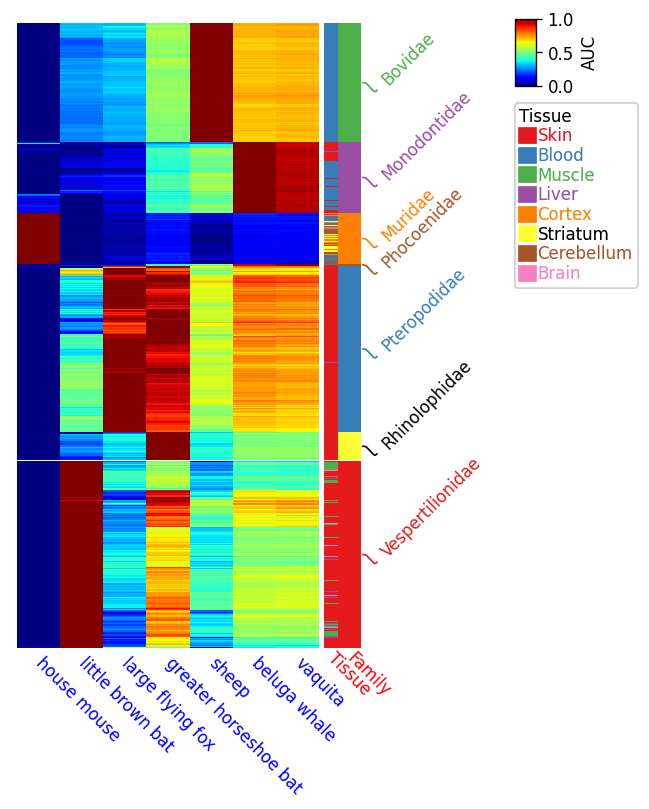 1.0
0.5
0.0
AUC
Tissue
Skin
Blood
Muscle
Liver
Cortex
Striatum
Cerebellum
Brain
Bovidae
Monodontidae
Muridae
Phocoenidae
Pteropodidae
Rhinolophidae
Vespertilionidae
house mouse
little brown bat
large flying fox
greater horseshoe bat
sheep
beluga whale
vaquita
Tissue
Family